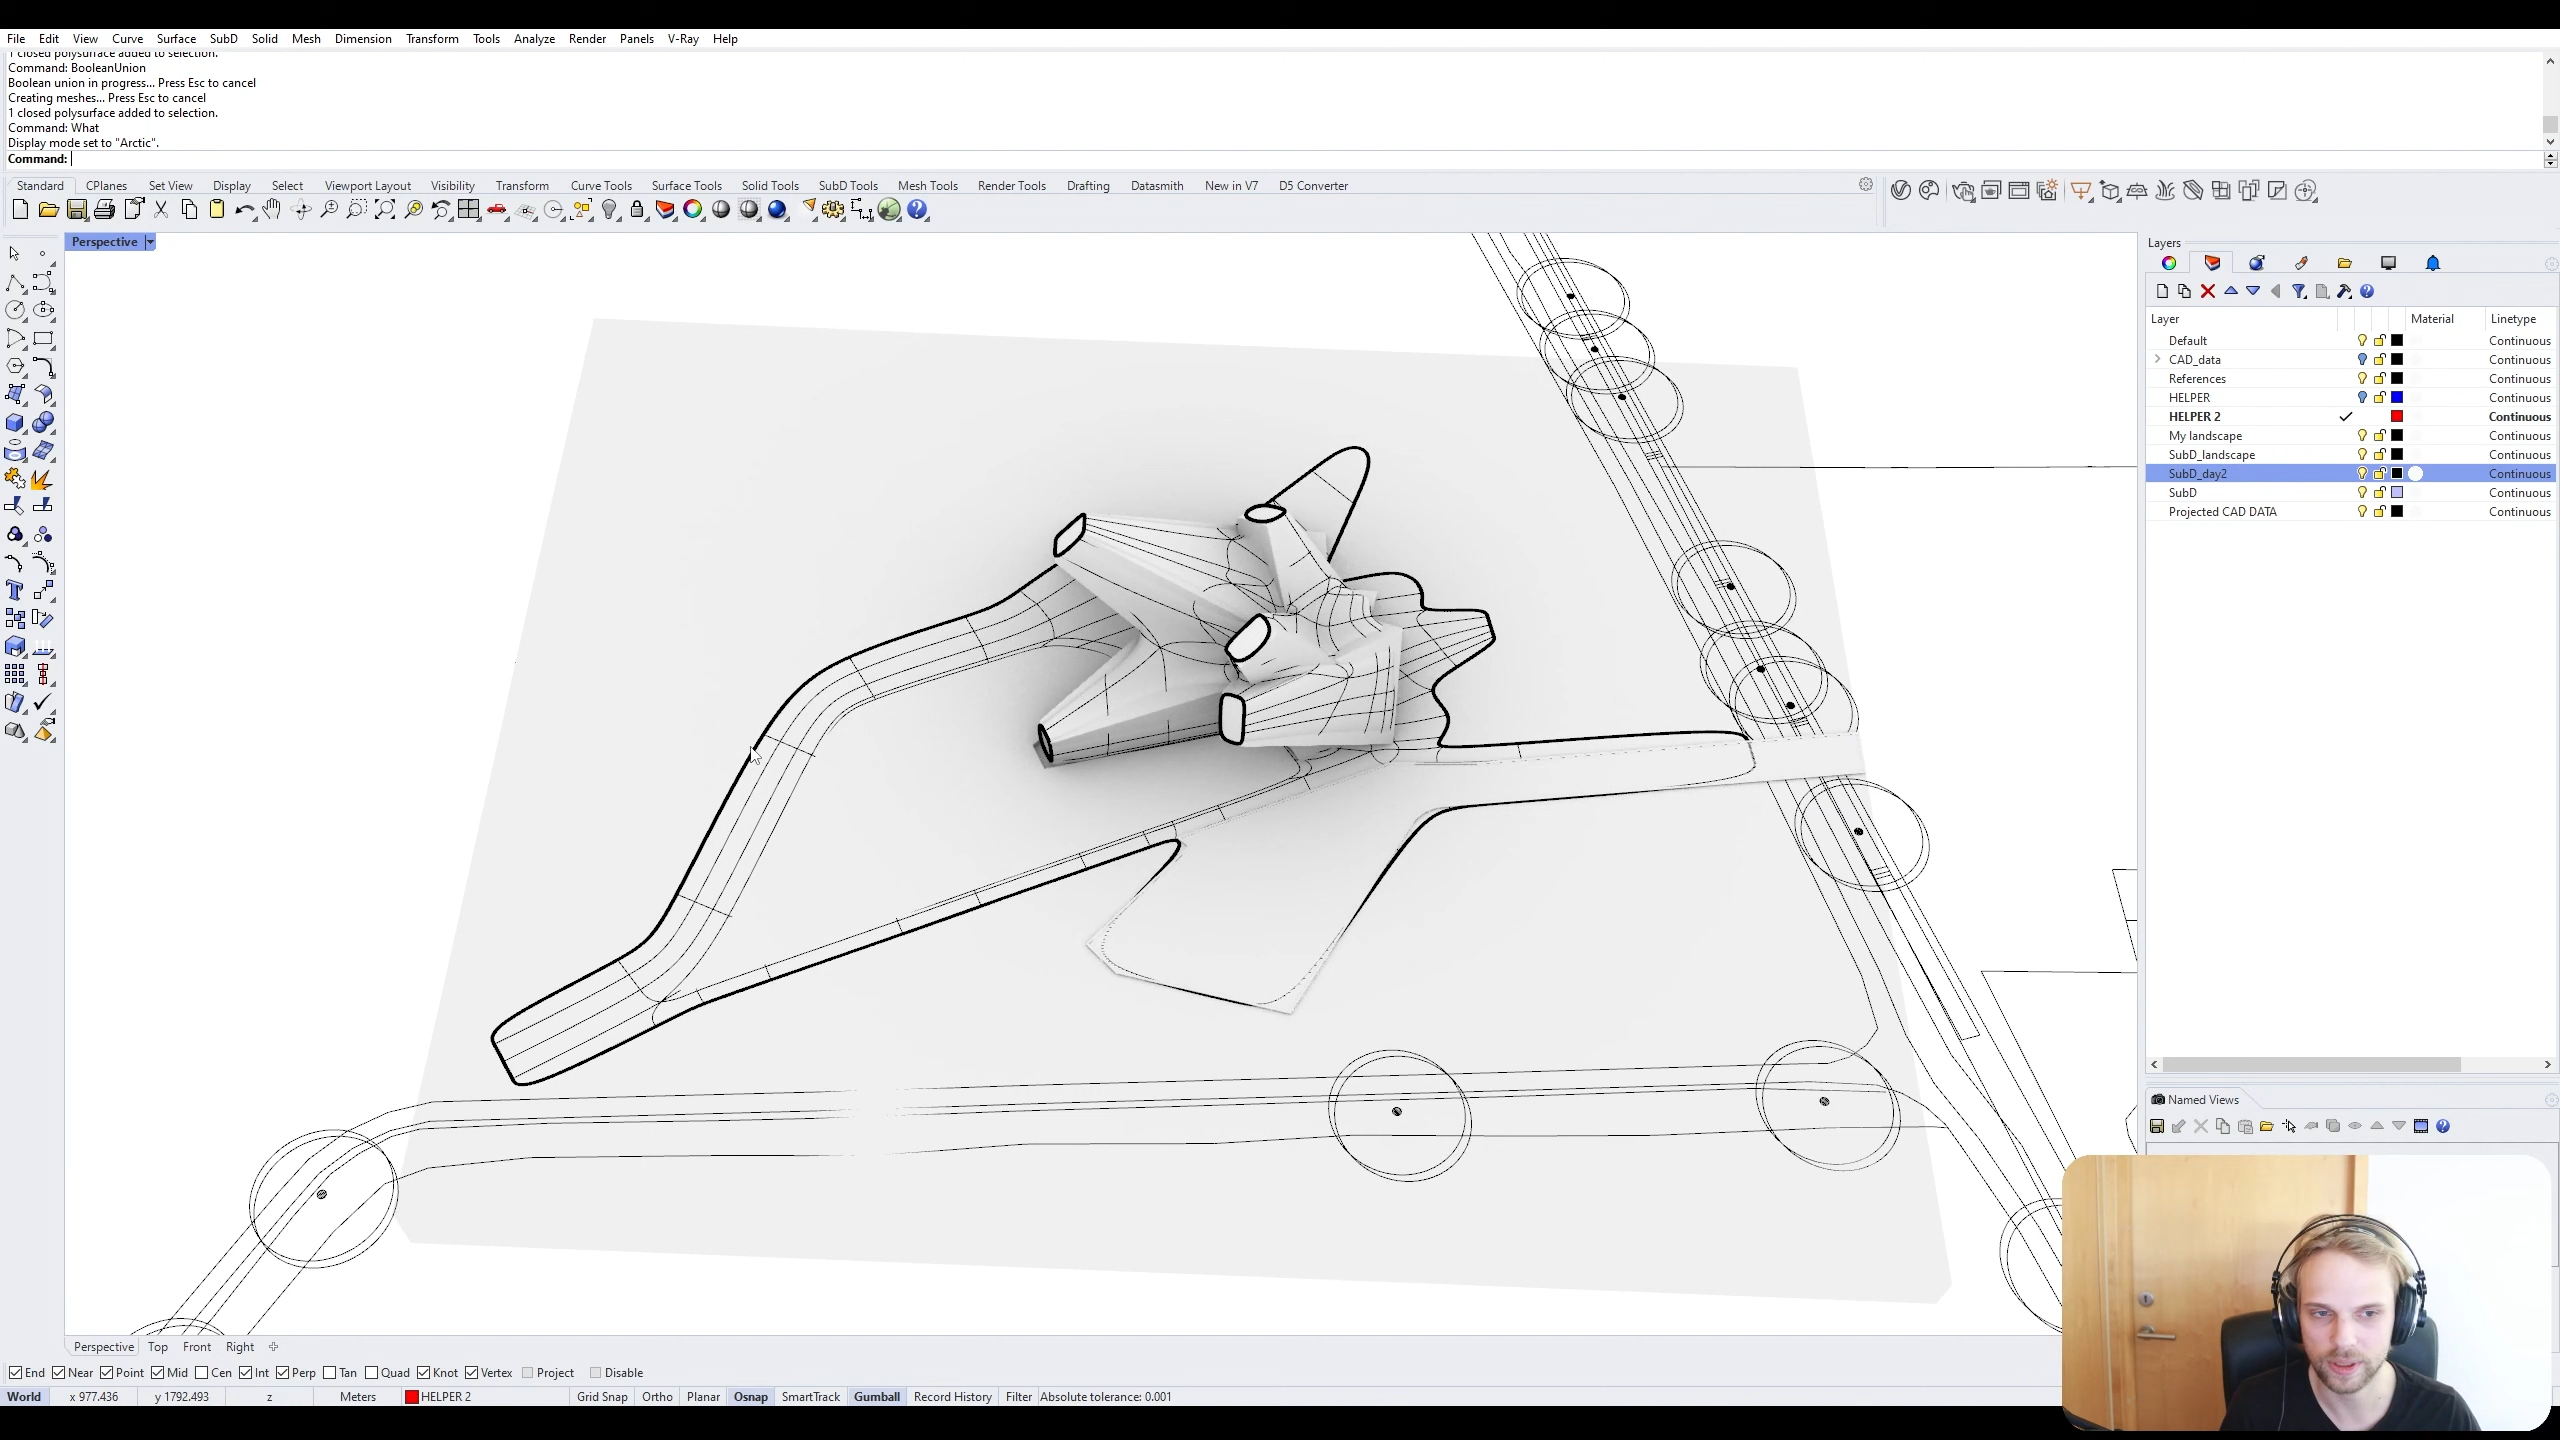 File Edit View Curve Surface SubD Solid Mesh Dimension Transform Tools Analyze Render Panels V-Ray Help
1 closed polysurface added to selection.
Command: BooleanUnion
Boolean union in progress... Press Esc to cancel
Creating meshes... Press Esc to cancel
1 closed polysurface added to selection.
Command: What
Display mode set to "Arctic".
Command:
Standard CPlanes Set View Display Select Viewport Layout Visibility Transform Curve Tools Surface Tools Solid Tools SubD Tools Mesh Tools Render Tools Drafting Datasmith New in V7 D5 Converter
Perspective
Layers
Layer Material Linetype
Default Continuous
CAD_data Continuous
References Continuous
HELPER Continuous
HELPER 2 Continuous
My landscape Continuous
SubD_landscape Continuous
SubD_day2 Continuous
SubD Continuous
Projected CAD DATA Continuous
Named Views
Perspective Top Front Right
End Near Point Mid Cen Int Perp Tan Quad Knot Vertex Project Disable
World x 977.436 y 1792.493 z Meters HELPER 2 Grid Snap Ortho Planar Osnap SmartTrack Gumball Record History Filter Absolute tolerance: 0.001